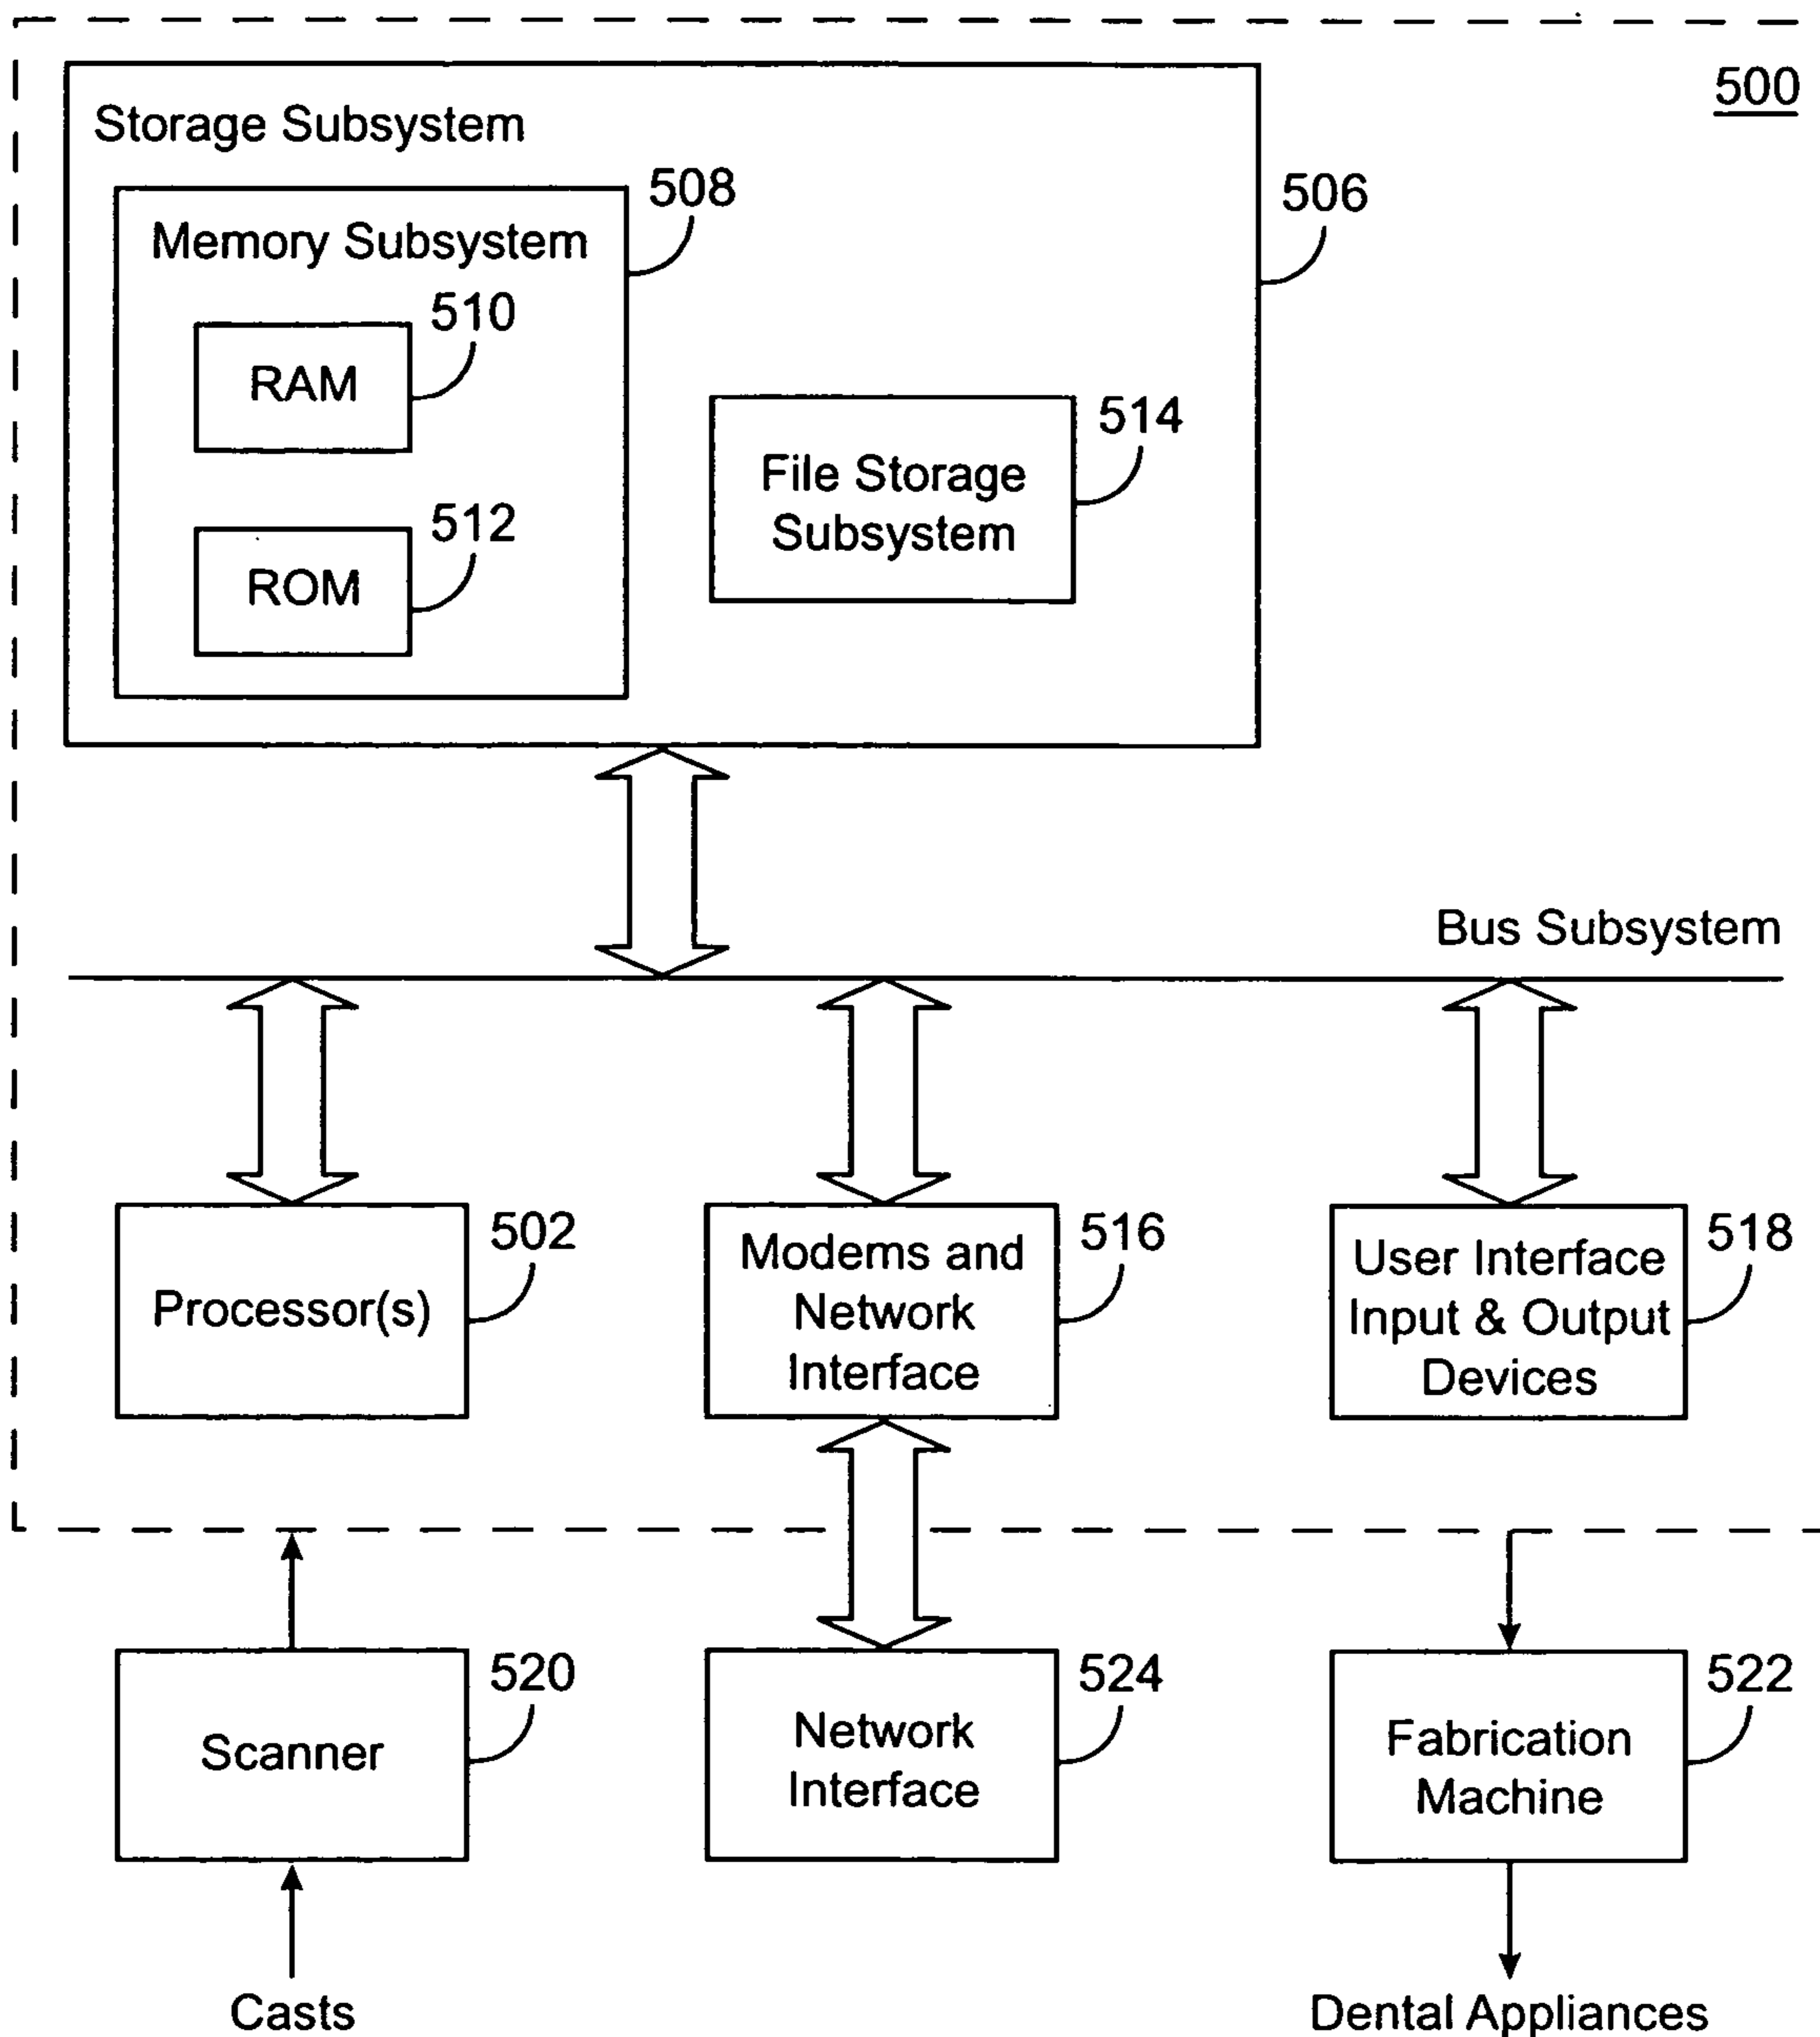 500
Storage Subsystem
508
506
Memory Subsystem
510
RAM
514
File Storage
Subsystem
512
ROM
Bus Subsystem
502
Processor(s)
516
Modems and
Network
Interface
518
User Interface
Input & Output
Devices
520
Scanner
524
Network
Interface
522
Fabrication
Machine
Casts
Dental Appliances